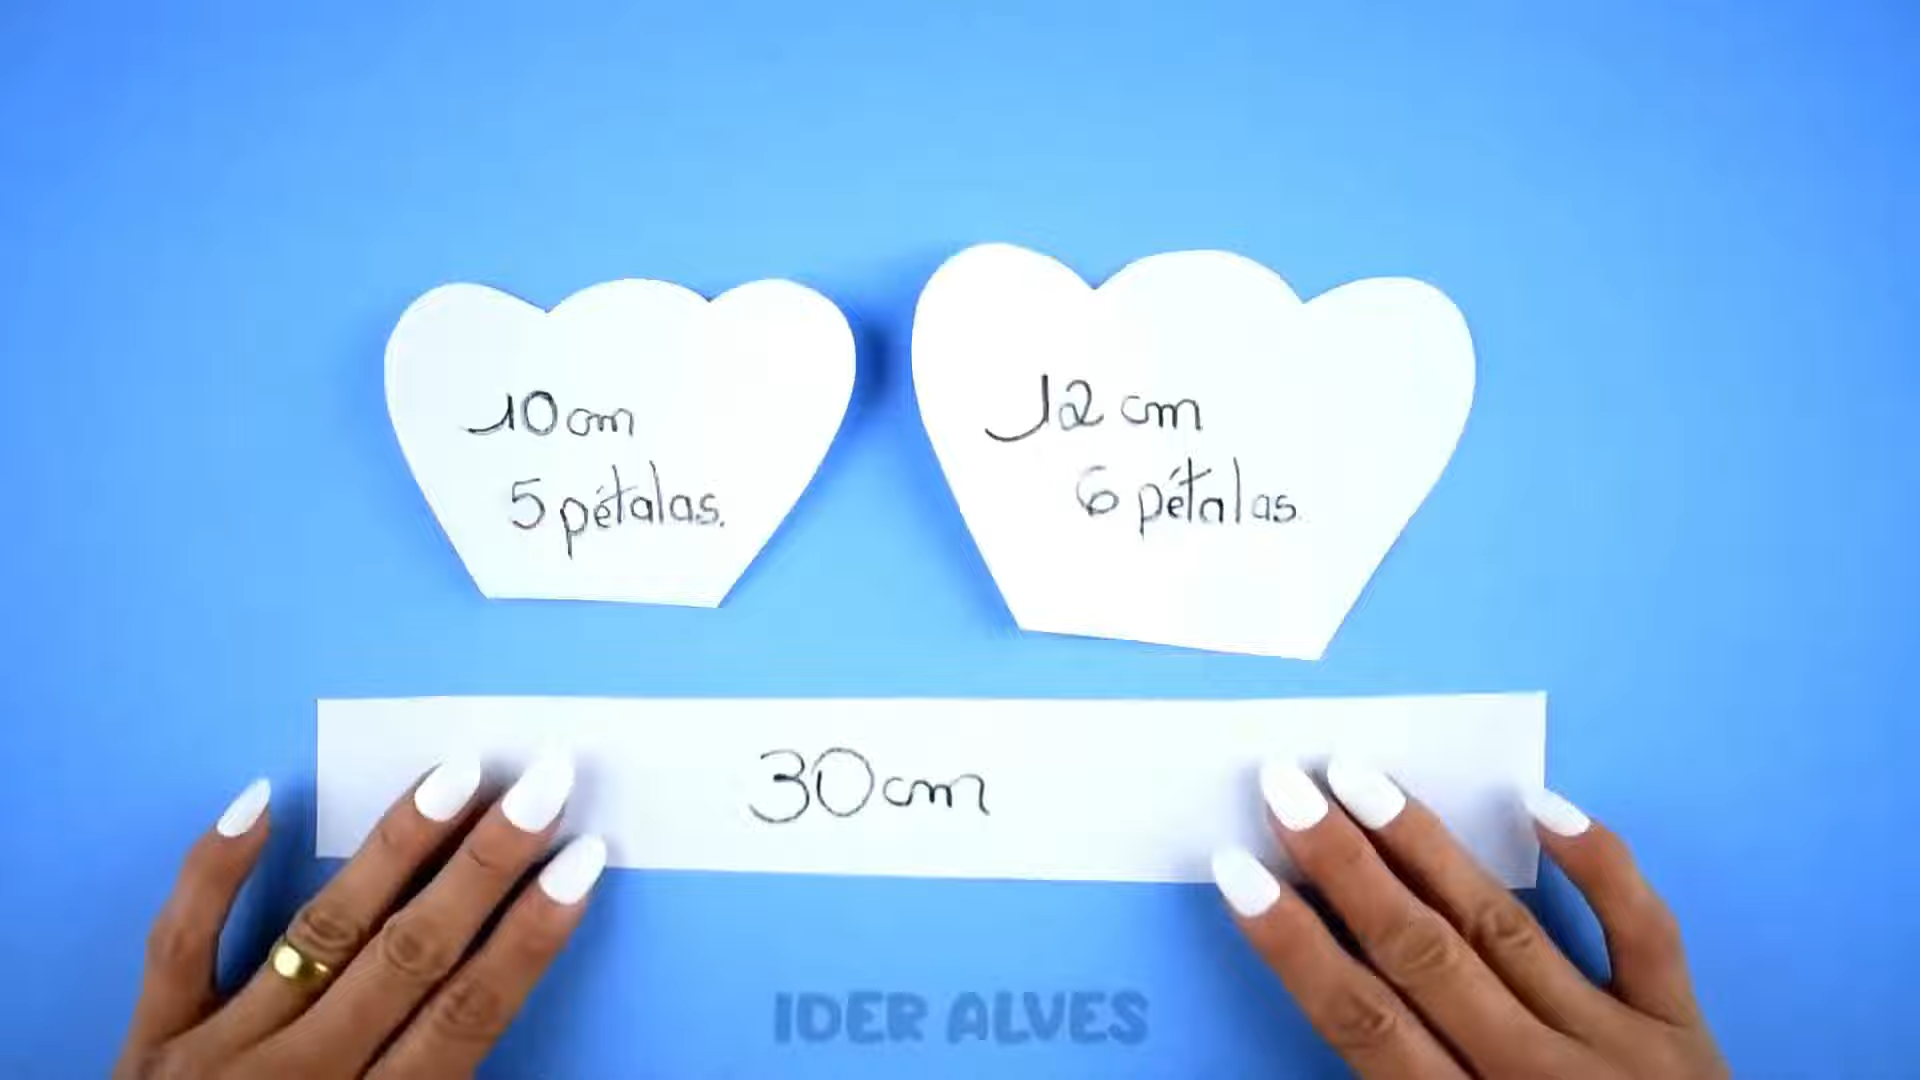 10cm
5 pétalas.
12 cm
6 pétalas.
30cm
IDER ALVES